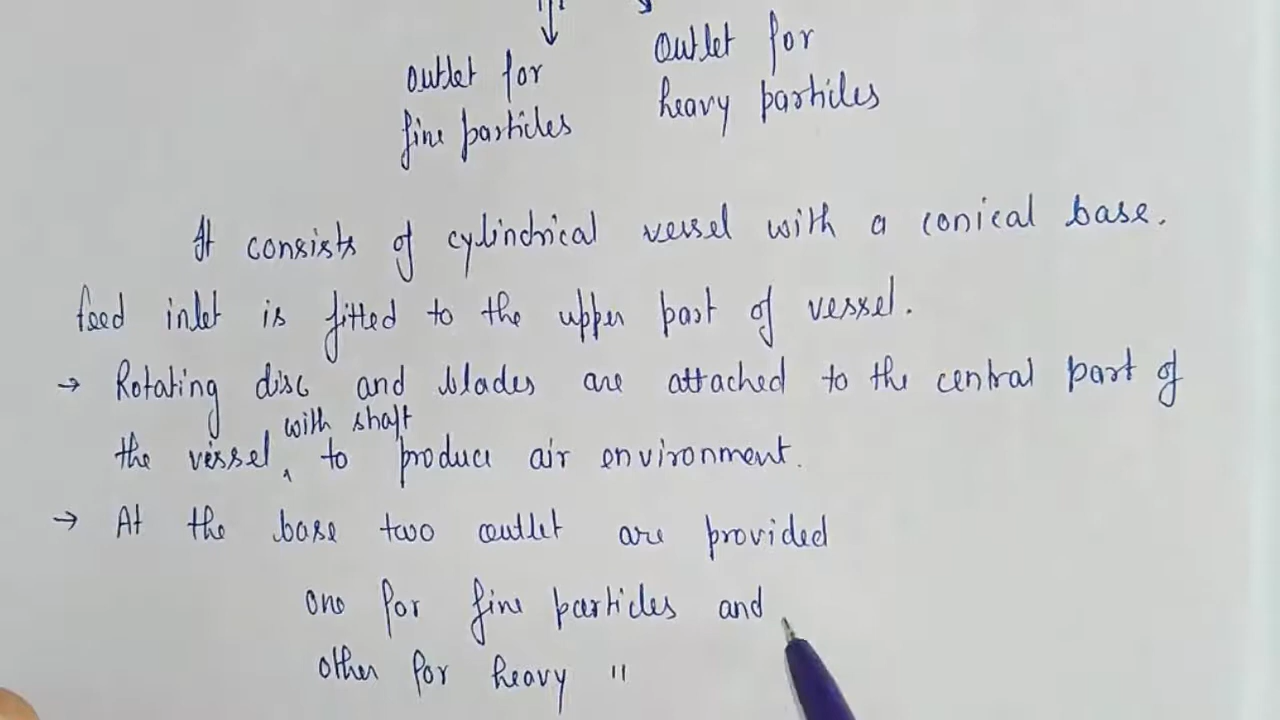 outlet for
fine particles
outlet for
heavy particles
It consists of cylindrical vessel with a conical base.
feed inlet is fitted to the upper part of vessel.
→ Rotating disc and blades are attached to the central part of
with shaft
the vessel ‸ to produce air environment.
→ At the base two outlet are provided
one for fine particles and
other for heavy "